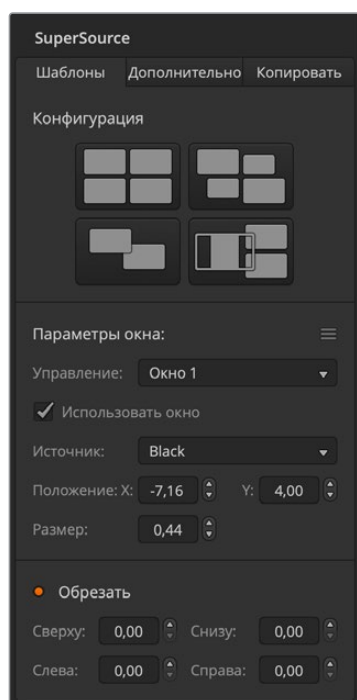 SuperSource
Шаблоны Дополнительно Копировать
Конфигурация
Параметры окна:
Управление: Окно 1
Использовать окно
Источник: Black
Положение: X: -7,16 Y: 4,00
Размер: 0,44
Обрезать
Сверху: 0,00 Снизу: 0,00
Слева: 0,00 Справа: 0,00